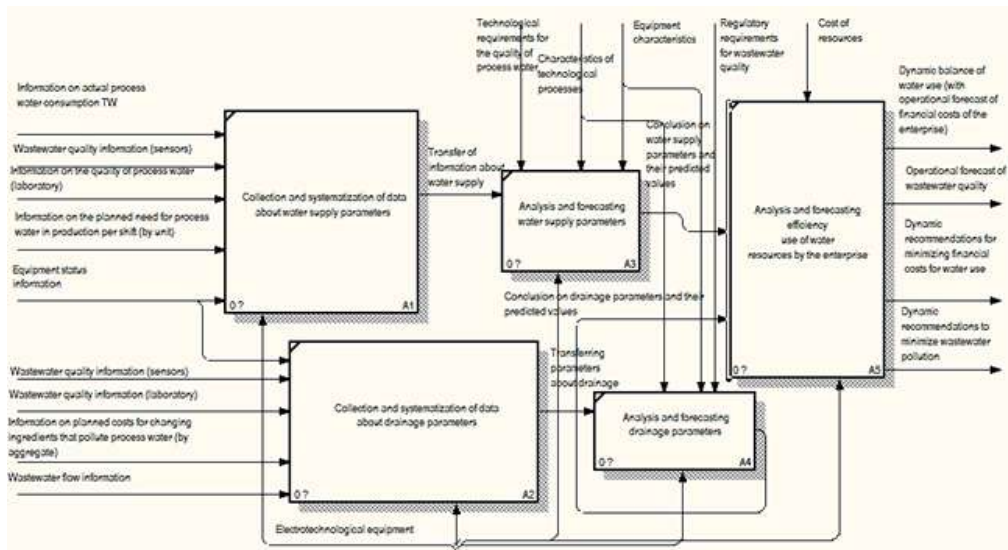 Technological
requirements for
the quality of
process water
Characteristics of
technological
processes
Equipment
characteristics
Regulatory
requirements
for wastewater
quality
Cost of
resources
Information on actual process
water consumption TW
Wastewater quality information (sensors)
Information on the quality of process water
(laboratory)
Information on the planned need for process
water in production per shift (by unit)
Equipment status
information
Collection and systematization of data
about water supply parameters
0 ?
A1
Transfer of
information about
water supply
Analysis and forecasting
water supply parameters
0 ?
A3
Conclusion on
water supply
parameters and
their predicted
values
Analysis and forecasting
efficiency
use of water
resources by the enterprise
0 ?
A5
Dynamic balance of
water use (with
operational forecast of
financial costs of the
enterprise)
Operational forecast of
wastewater quality
Dynamic
recommendations for
minimizing financial
costs for water use
Dynamic
recommendations to
minimize wastewater
pollution
Conclusion on drainage parameters and their
predicted values
Wastewater quality information (sensors)
Wastewater quality information (laboratory)
Information on planned costs for changing
ingredients that pollute process water (by
aggregate)
Wastewater flow information
Collection and systematization of data
about drainage parameters
0 ?
A2
Transferring
parameters
about drainage
Analysis and forecasting
drainage parameters
0 ?
A4
Electrotechnological equipment